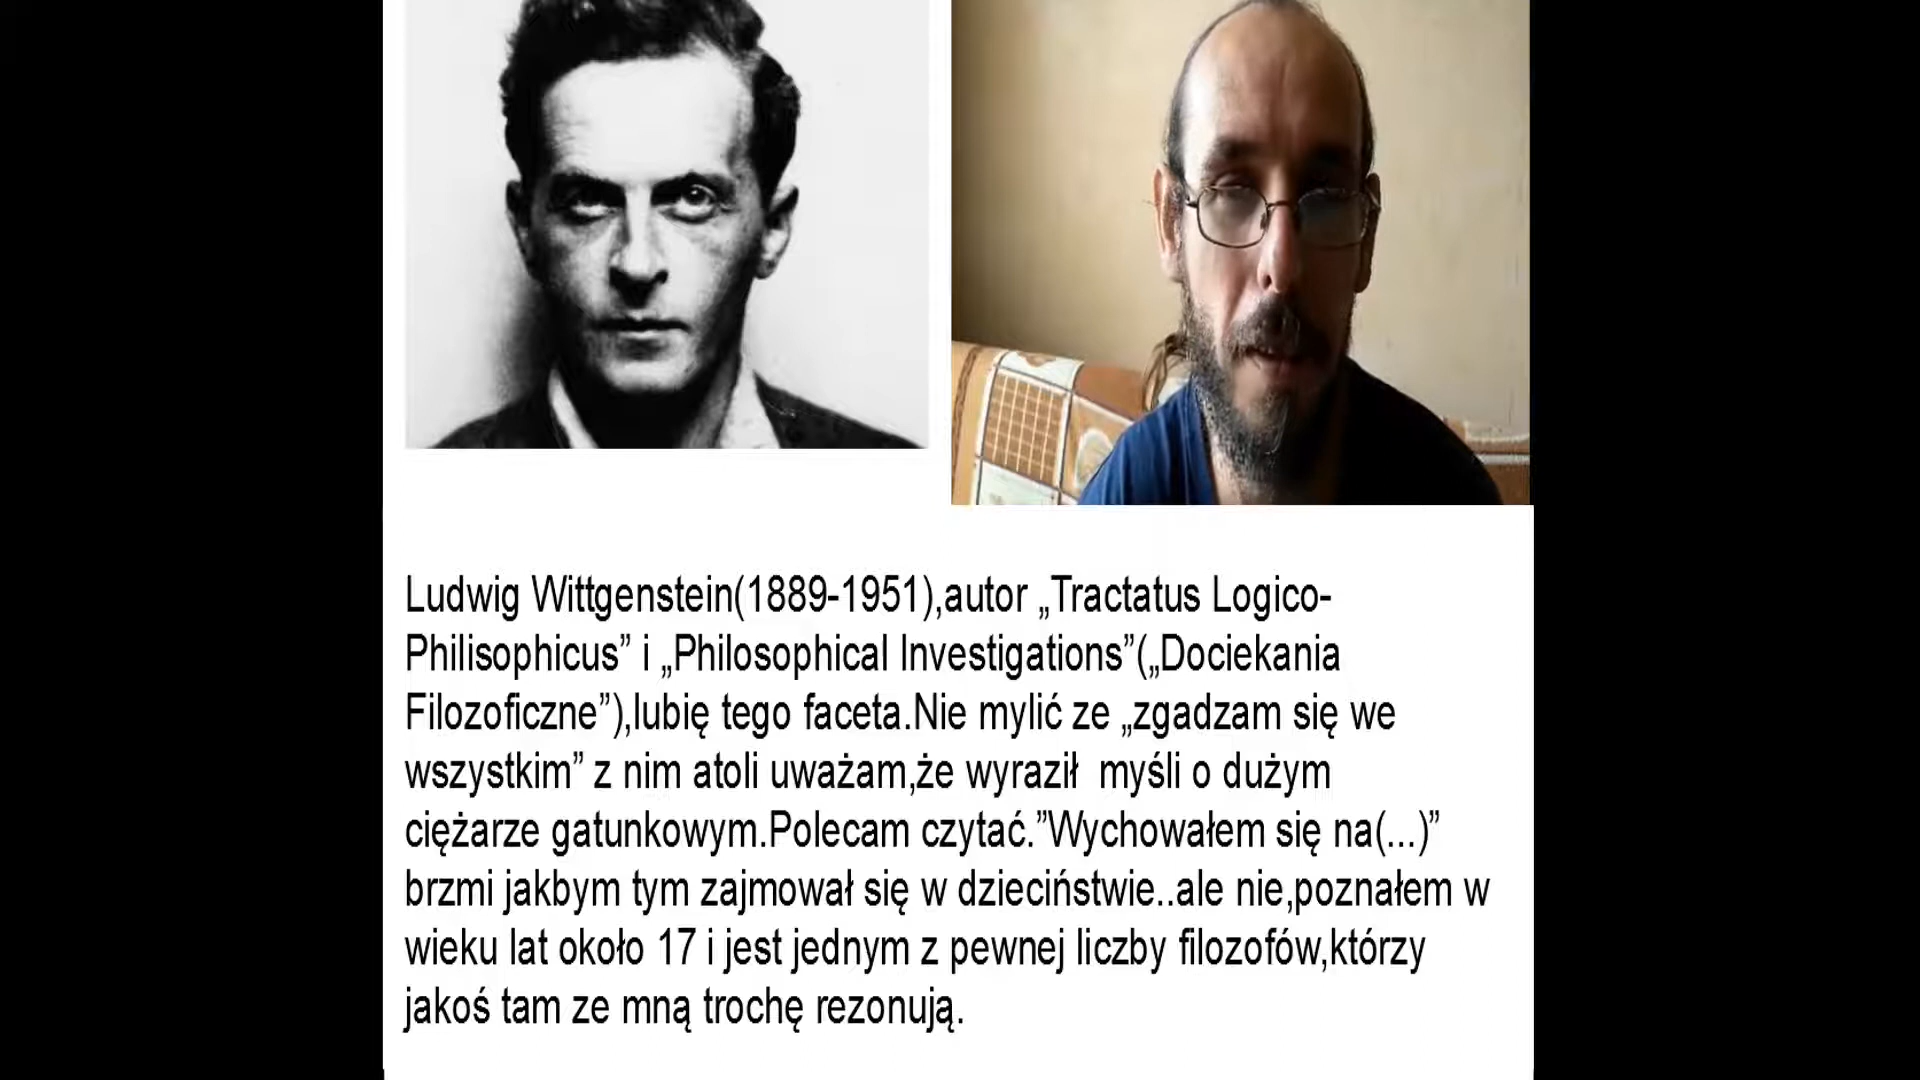 Ludwig Wittgenstein(1889-1951),autor „Tractatus Logico-
Philisophicus” i „Philosophical Investigations”(„Dociekania
Filozoficzne”),lubię tego faceta.Nie mylić ze „zgadzam się we
wszystkim” z nim atoli uważam,że wyraził  myśli o dużym
ciężarze gatunkowym.Polecam czytać.”Wychowałem się na(...)”
brzmi jakbym tym zajmował się w dzieciństwie..ale nie,poznałem w
wieku lat około 17 i jest jednym z pewnej liczby filozofów,którzy
jakoś tam ze mną trochę rezonują.